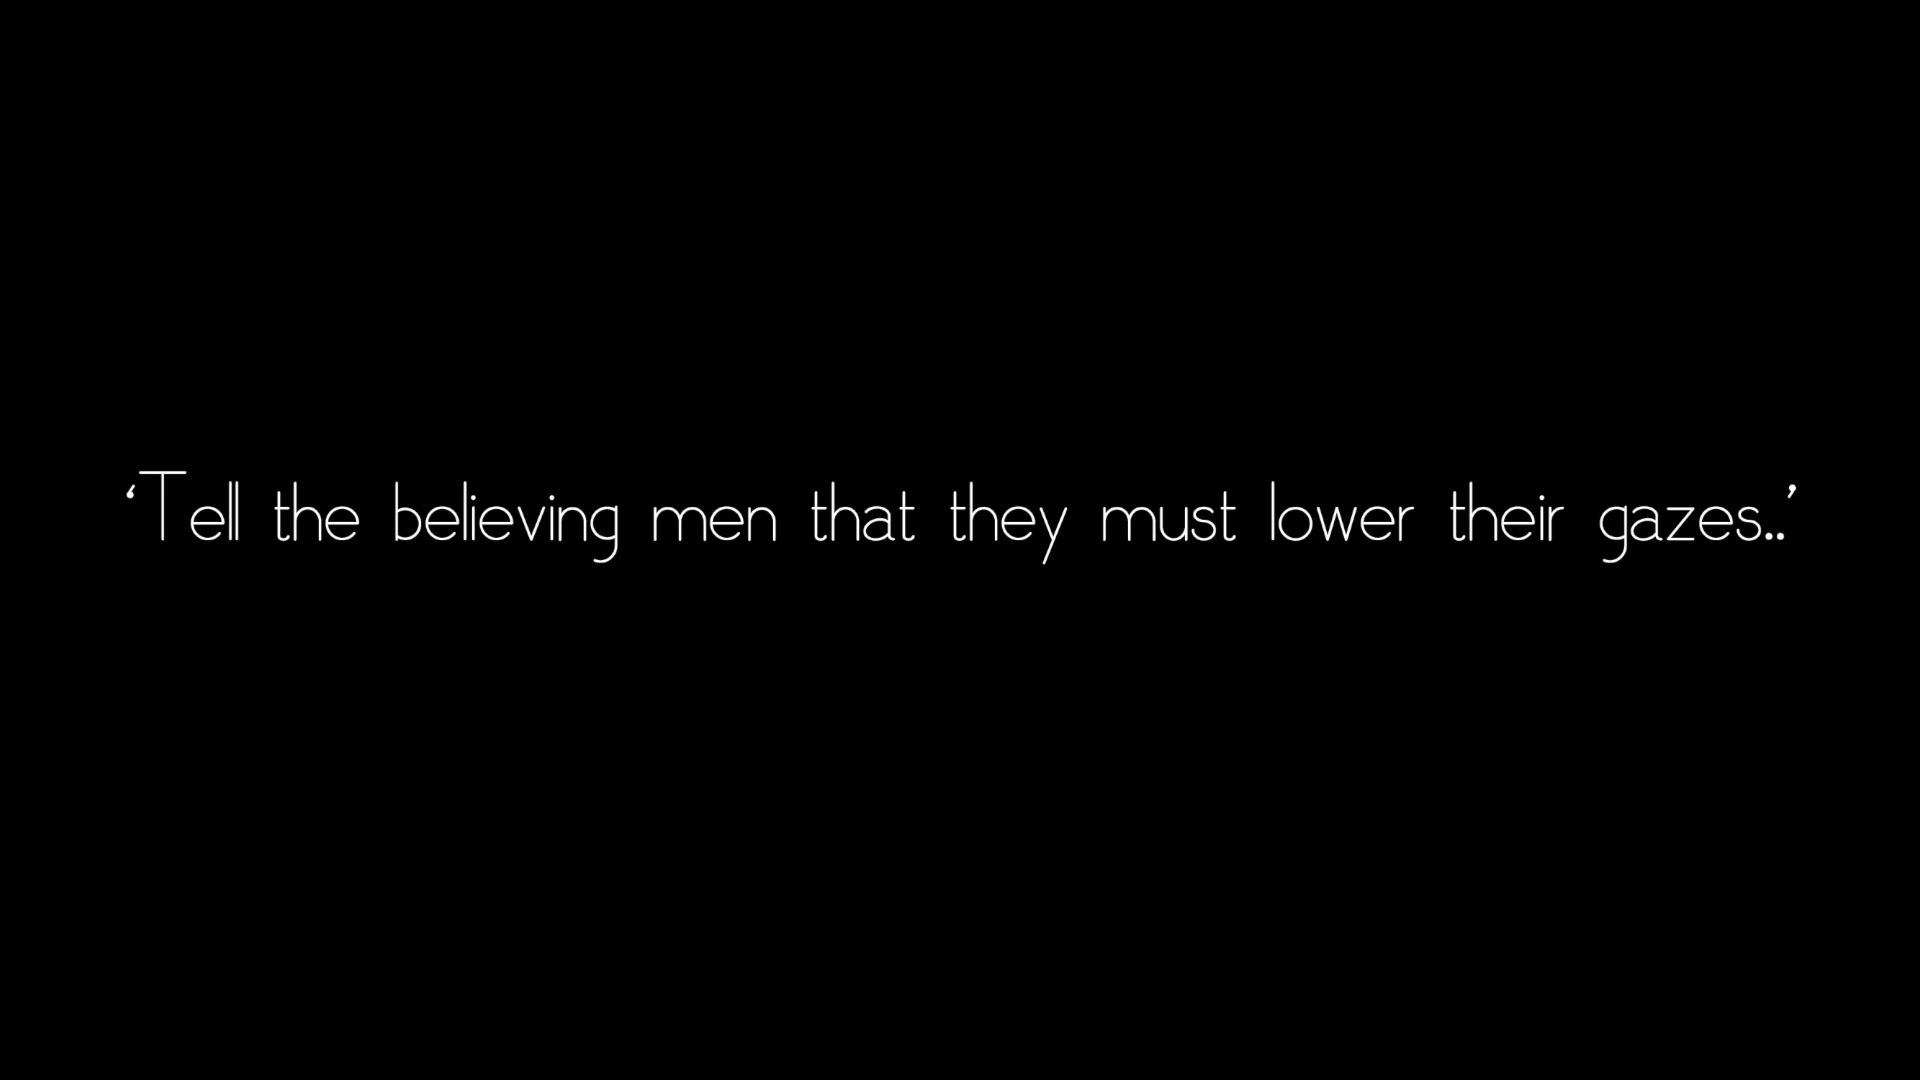 ‘Tell the believing men that they must lower their gazes..’